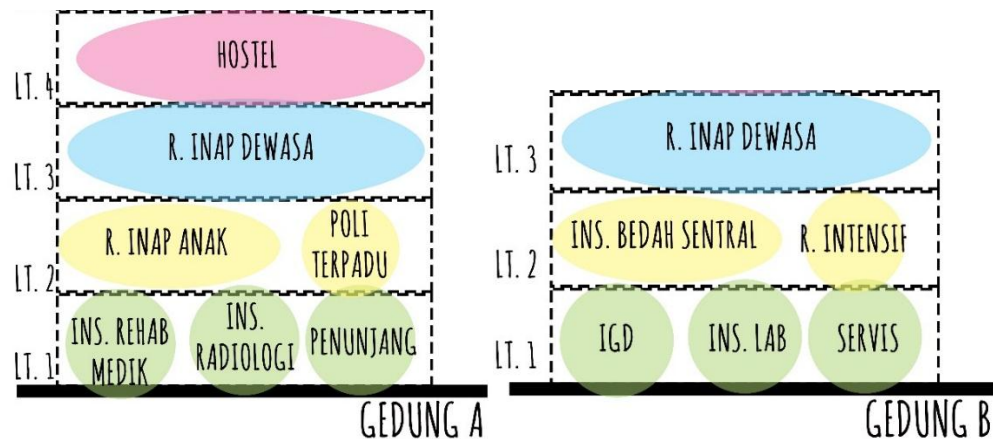 HOSTEL
LT. 4
R. INAP DEWASA
LT. 3
R. INAP ANAK
POLI
TERPADU
LT. 2
INS. REHAB
MEDIK
INS.
RADIOLOGI
PENUNJANG
LT. 1
GEDUNG A
R. INAP DEWASA
LT. 3
INS. BEDAH SENTRAL
R. INTENSIF
LT. 2
IGD
INS. LAB
SERVIS
LT. 1
GEDUNG B